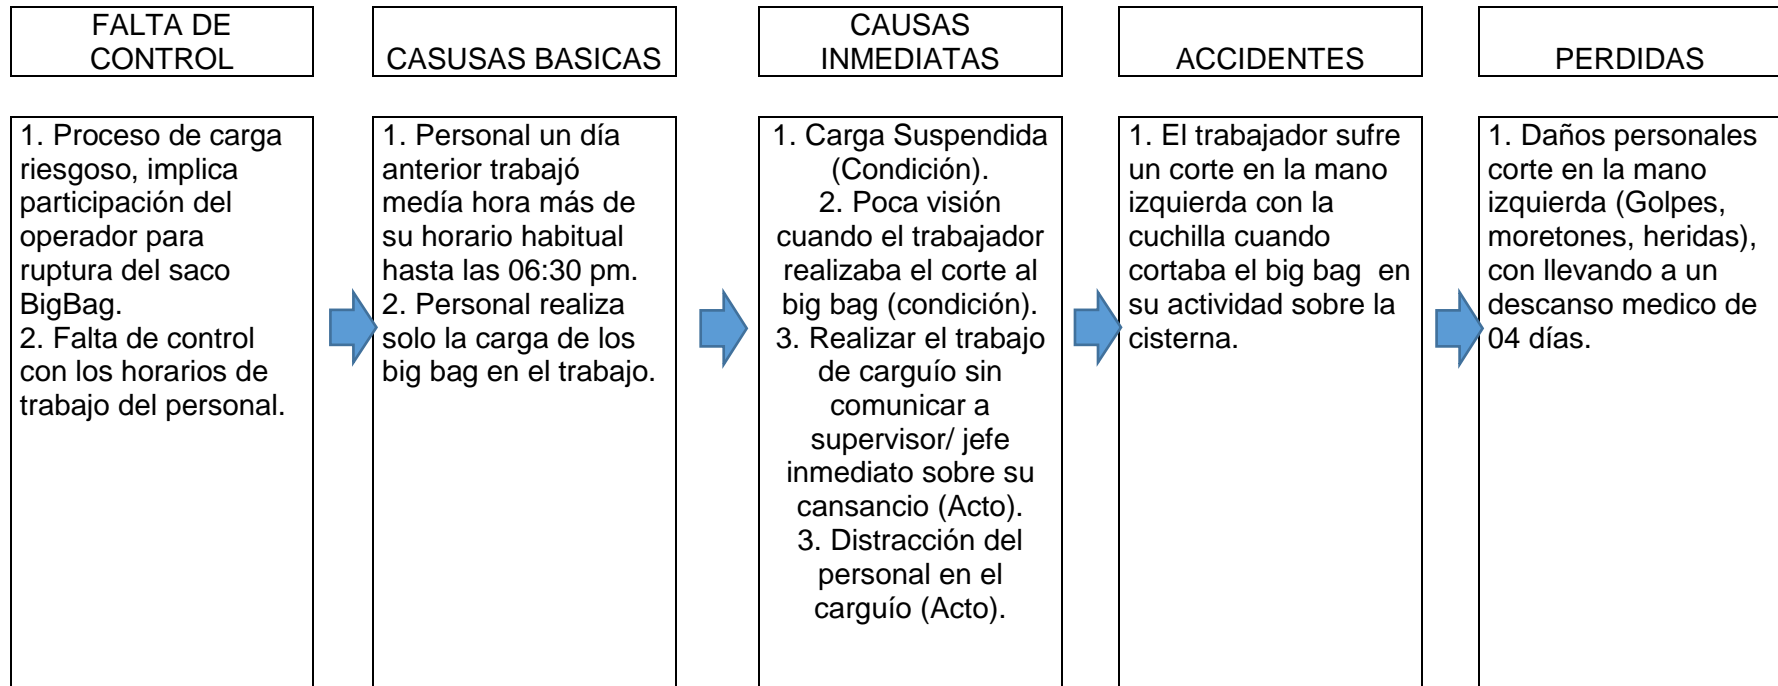 FALTA DE
CONTROL
CASUSAS BASICAS
CAUSAS
INMEDIATAS
ACCIDENTES
PERDIDAS
1. Proceso de carga
riesgoso, implica
participación del
operador para
ruptura del saco
BigBag.
2. Falta de control
con los horarios de
trabajo del personal.
1. Personal un día
anterior trabajó
medía hora más de
su horario habitual
hasta las 06:30 pm.
2. Personal realiza
solo la carga de los
big bag en el trabajo.
1. Carga Suspendida
(Condición).
2. Poca visión
cuando el trabajador
realizaba el corte al
big bag (condición).
3. Realizar el trabajo
de carguío sin
comunicar a
supervisor/ jefe
inmediato sobre su
cansancio (Acto).
3. Distracción del
personal en el
carguío (Acto).
1. El trabajador sufre
un corte en la mano
izquierda con la
cuchilla cuando
cortaba el big bag  en
su actividad sobre la
cisterna.
1. Daños personales
corte en la mano
izquierda (Golpes,
moretones, heridas),
con llevando a un
descanso medico de
04 días.